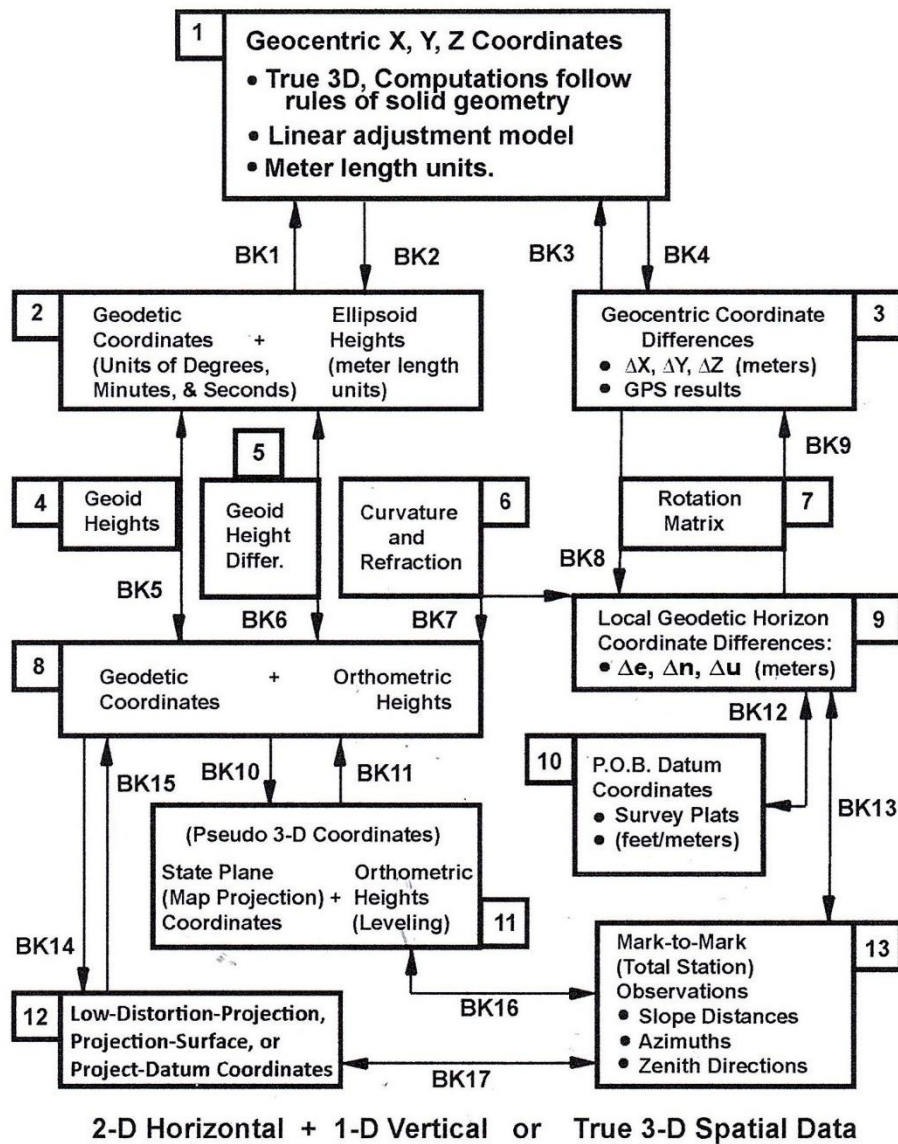 1
Geocentric X, Y, Z Coordinates
● True 3D, Computations follow
rules of solid geometry
● Linear adjustment model
● Meter length units.
BK1
BK2
BK3
BK4
2
Geodetic Ellipsoid
Coordinates + Heights
(Units of Degrees, (meter length
Minutes, & Seconds) units)
3
Geocentric Coordinate
Differences
● ΔX, ΔY, ΔZ (meters)
● GPS results
BK9
4
Geoid
Heights
5
Geoid
Height
Differ.
6
Curvature
and
Refraction
7
Rotation
Matrix
BK5
BK6
BK7
BK8
8
Geodetic + Orthometric
Coordinates Heights
9
Local Geodetic Horizon
Coordinate Differences:
● Δe, Δn, Δu (meters)
BK15
BK10
BK11
BK12
BK13
10
P.O.B. Datum
Coordinates
● Survey Plats
● (feet/meters)
(Pseudo 3-D Coordinates)
State Plane Orthometric
(Map Projection) + Heights
Coordinates (Leveling)
11
BK14
BK16
12
Low-Distortion-Projection,
Projection-Surface, or
Project-Datum Coordinates
BK17
13
Mark-to-Mark
(Total Station)
Observations
● Slope Distances
● Azimuths
● Zenith Directions
2-D Horizontal + 1-D Vertical or True 3-D Spatial Data